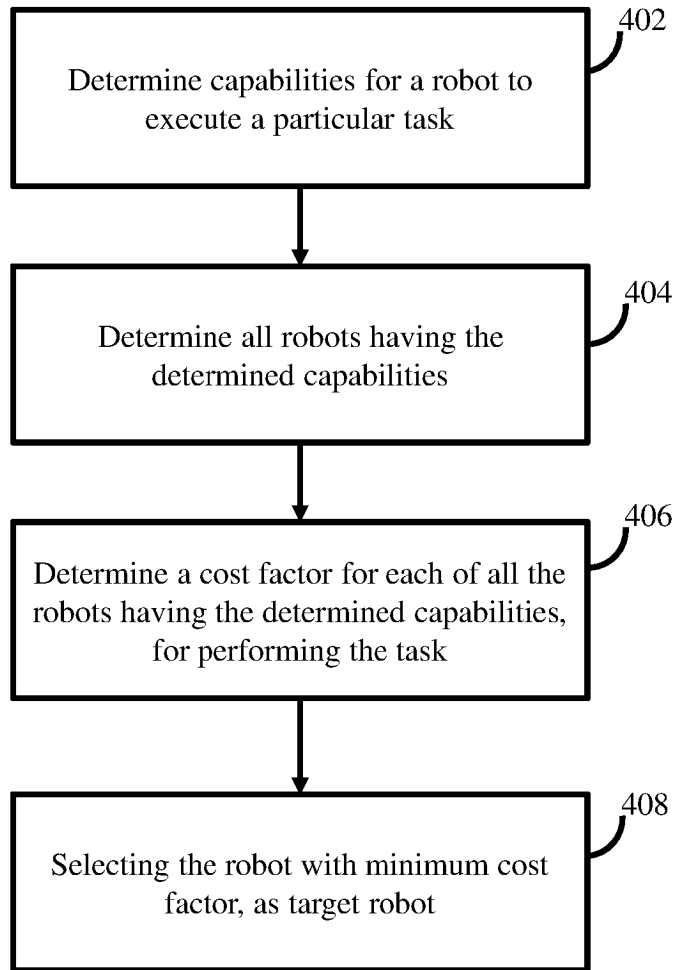 402
Determine capabilities for a robot to
execute a particular task
404
Determine all robots having the
determined capabilities
406
Determine a cost factor for each of all the
robots having the determined capabilities,
for performing the task
408
Selecting the robot with minimum cost
factor, as target robot